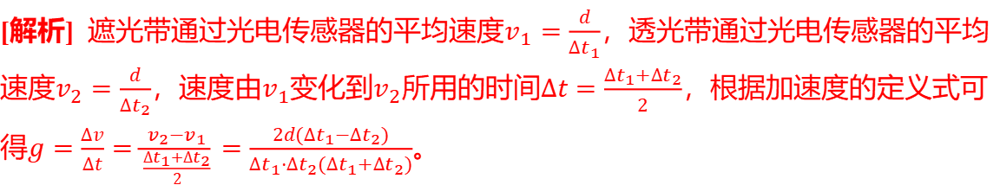 [解析] 遮光带通过光电传感器的平均速度$v_1=\frac{d}{\Delta t_1}$，透光带通过光电传感器的平均
速度$v_2=\frac{d}{\Delta t_2}$，速度由$v_1$变化到$v_2$所用的时间$\Delta t=\frac{\Delta t_1+\Delta t_2}{2}$，根据加速度的定义式可
得$g=\frac{\Delta v}{\Delta t}=\frac{v_2-v_1}{\frac{\Delta t_1+\Delta t_2}{2}}=\frac{2d(\Delta t_1-\Delta t_2)}{\Delta t_1\cdot\Delta t_2(\Delta t_1+\Delta t_2)}$。